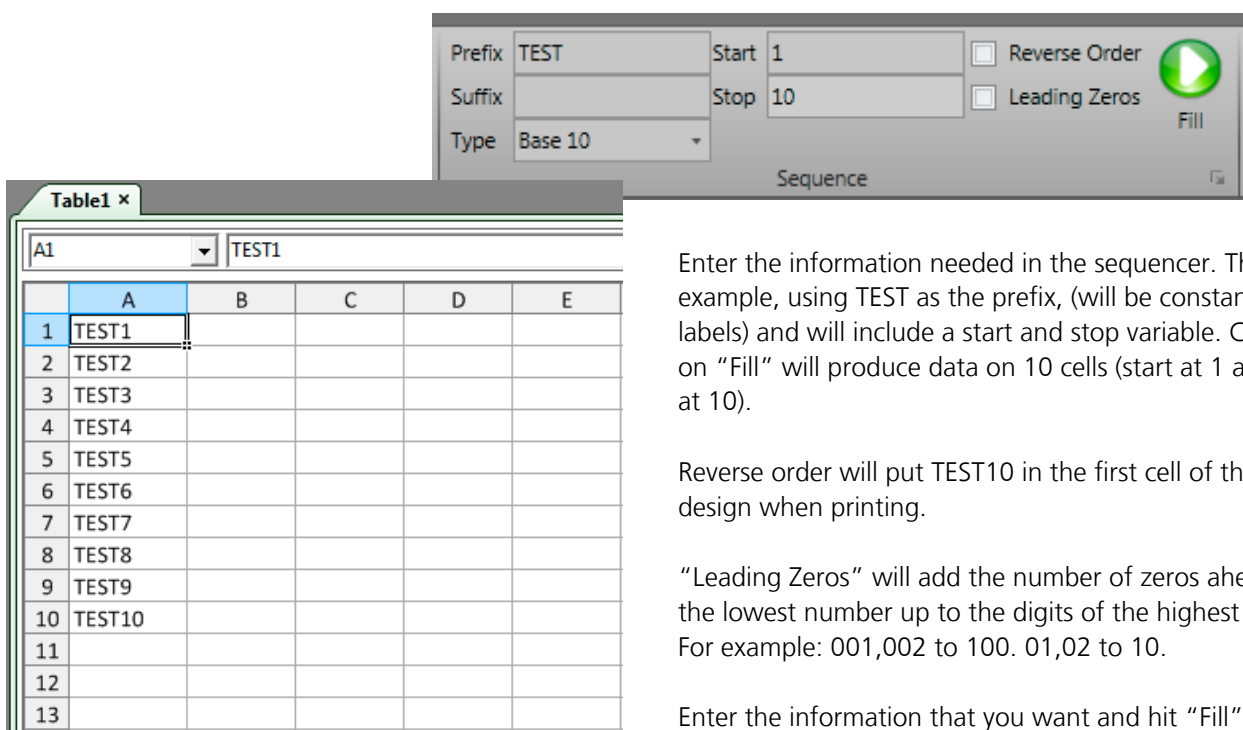 Prefix TEST Start 1 Reverse Order
Suffix Stop 10 Leading Zeros
Fill
Type Base 10
Sequence
Table1 ×
A1 TEST1
A B C D E
1 TEST1
2 TEST2
3 TEST3
4 TEST4
5 TEST5
6 TEST6
7 TEST7
8 TEST8
9 TEST9
10 TEST10
11
12
13
Enter the information needed in the sequencer.
example, using TEST as the prefix, (will be
labels) and will include a start and stop variable.
on “Fill” will produce data on 10 cells (start at 1
at 10).
Reverse order will put TEST10 in the first cell of
design when printing.
“Leading Zeros” will add the number of zeros
the lowest number up to the digits of the highest
For example: 001,002 to 100. 01,02 to 10.
Enter the information that you want and hit “Fill”